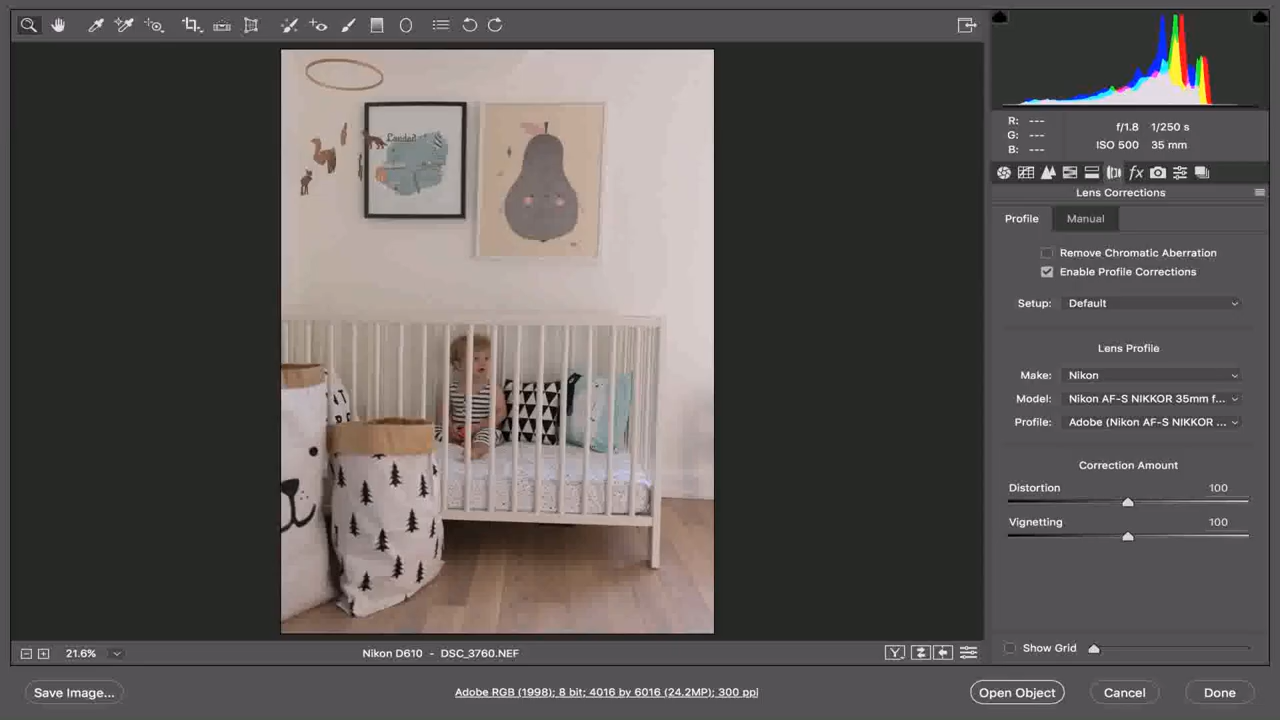 R: ---
G: ---
B: ---
f/1.8 1/250 s
ISO 500 35 mm
fx
Lens Corrections
Profile Manual
Remove Chromatic Aberration
Enable Profile Corrections
Setup: Default
Lens Profile
Make: Nikon
Model: Nikon AF-S NIKKOR 35mm f...
Profile: Adobe (Nikon AF-S NIKKOR ...
Correction Amount
Distortion 100
Vignetting 100
Show Grid
21.6%
Nikon D610 - DSC_3760.NEF
Y
Save Image...
Adobe RGB (1998); 8 bit; 4016 by 6016 (24.2MP); 300 ppi
Open Object
Cancel
Done